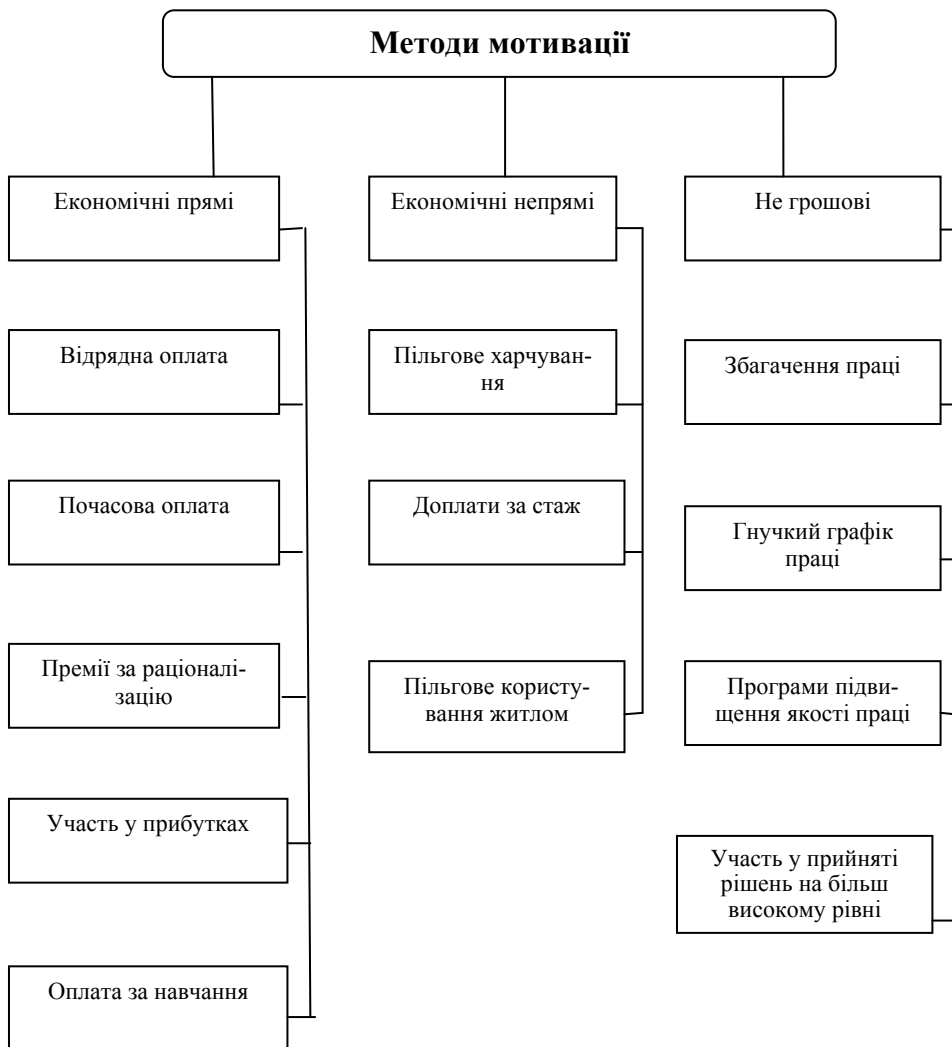 Методи мотивації
Економічні прямі
Економічні непрямі
Не грошові
Відрядна оплата
Пільгове харчуван-
ня
Збагачення праці
Почасова оплата
Доплати за стаж
Гнучкий графік
праці
Премії за раціоналі-
зацію
Пільгове користу-
вання житлом
Програми підви-
щення якості праці
Участь у прибутках
Участь у прийняті
рішень на більш
високому рівні
Оплата за навчання